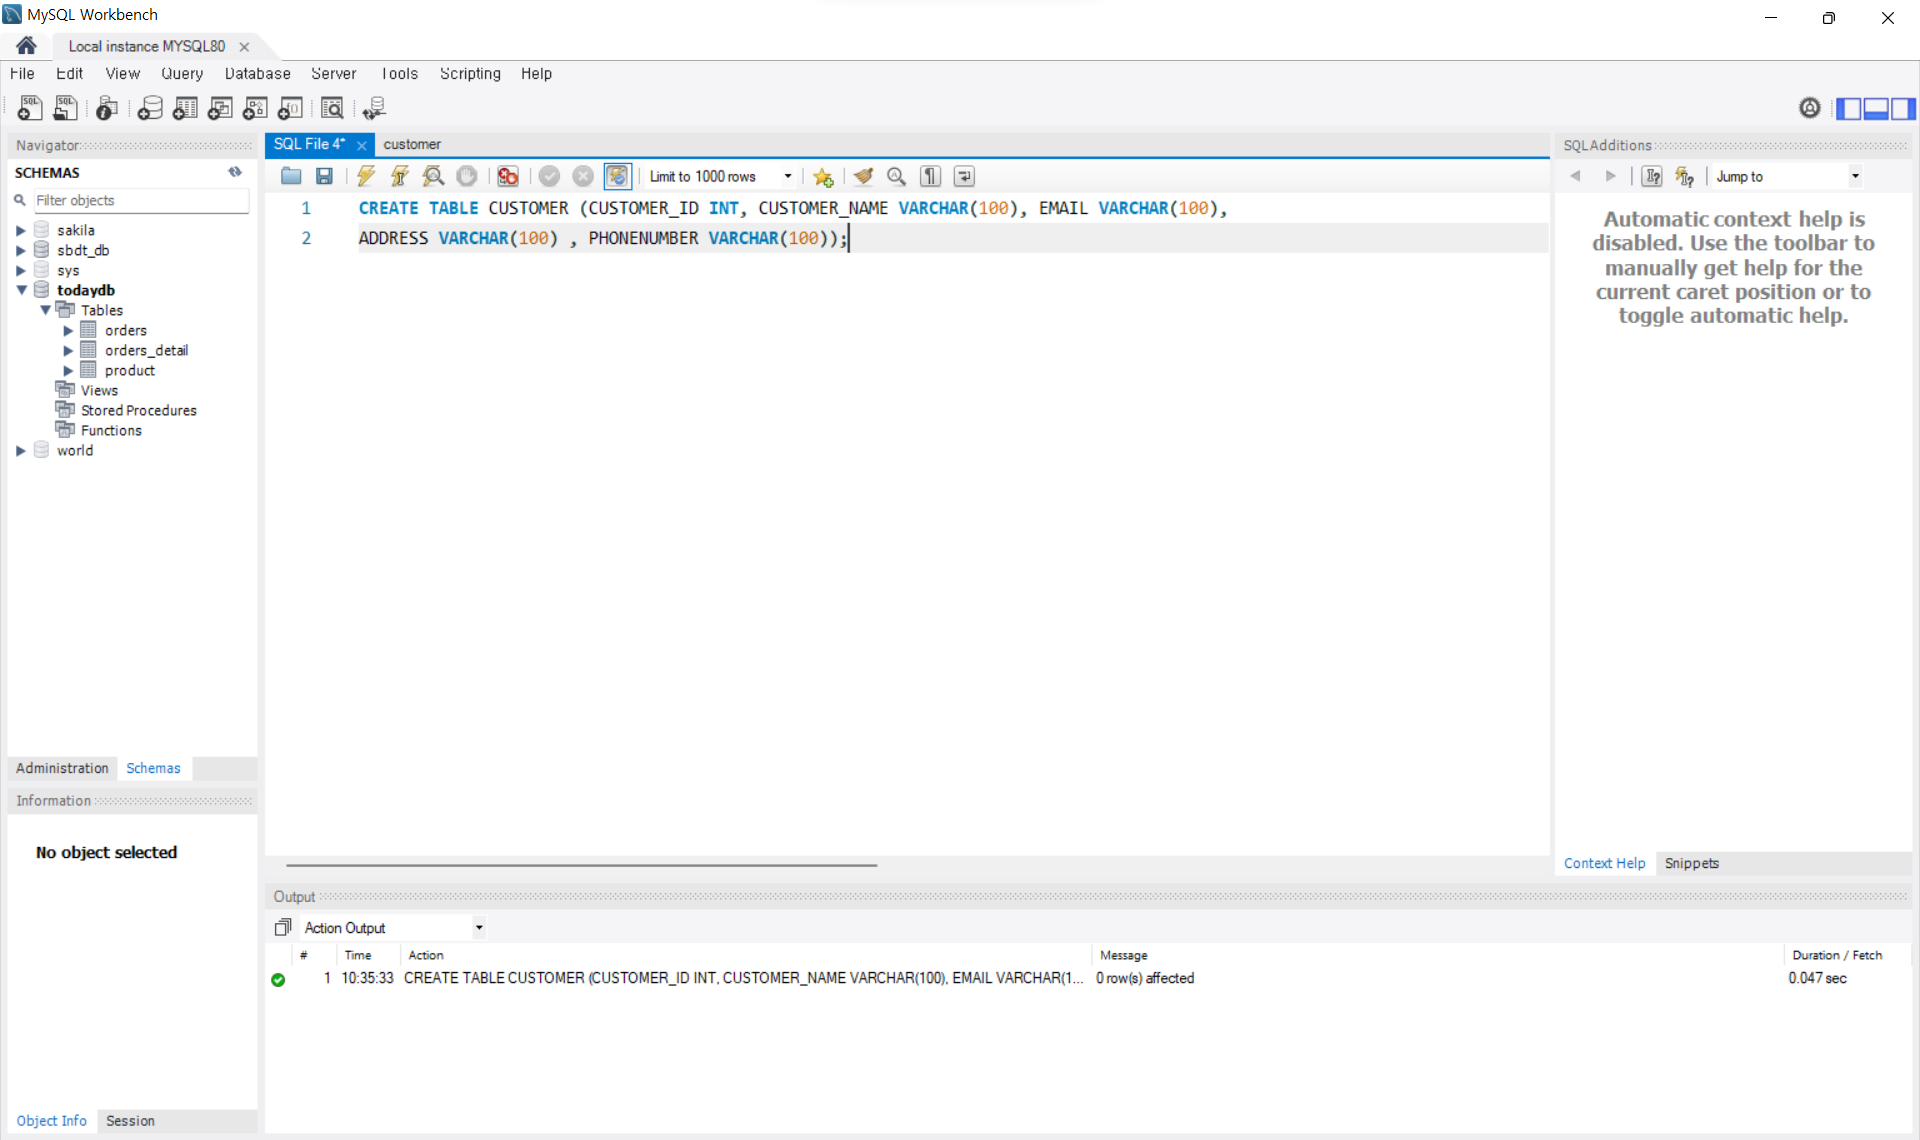 MySQL Workbench
Local instance MYSQL80
File Edit View Query Database Server Tools Scripting Help
Navigator
SCHEMAS
Filter objects
sakila
sbdt_db
sys
todaydb
Tables
orders
orders_detail
product
Views
Stored Procedures
Functions
world
Administration Schemas
Information
No object selected
Object Info Session
SQL File 4* customer
Limit to 1000 rows
1 CREATE TABLE CUSTOMER (CUSTOMER_ID INT, CUSTOMER_NAME VARCHAR(100), EMAIL VARCHAR(100),
2 ADDRESS VARCHAR(100) , PHONENUMBER VARCHAR(100));
SQLAdditions
Jump to
Automatic context help is
disabled. Use the toolbar to
manually get help for the
current caret position or to
toggle automatic help.
Context Help Snippets
Output
Action Output
# Time Action Message Duration / Fetch
1 10:35:33 CREATE TABLE CUSTOMER (CUSTOMER_ID INT, CUSTOMER_NAME VARCHAR(100), EMAIL VARCHAR(1... 0 row(s) affected 0.047 sec